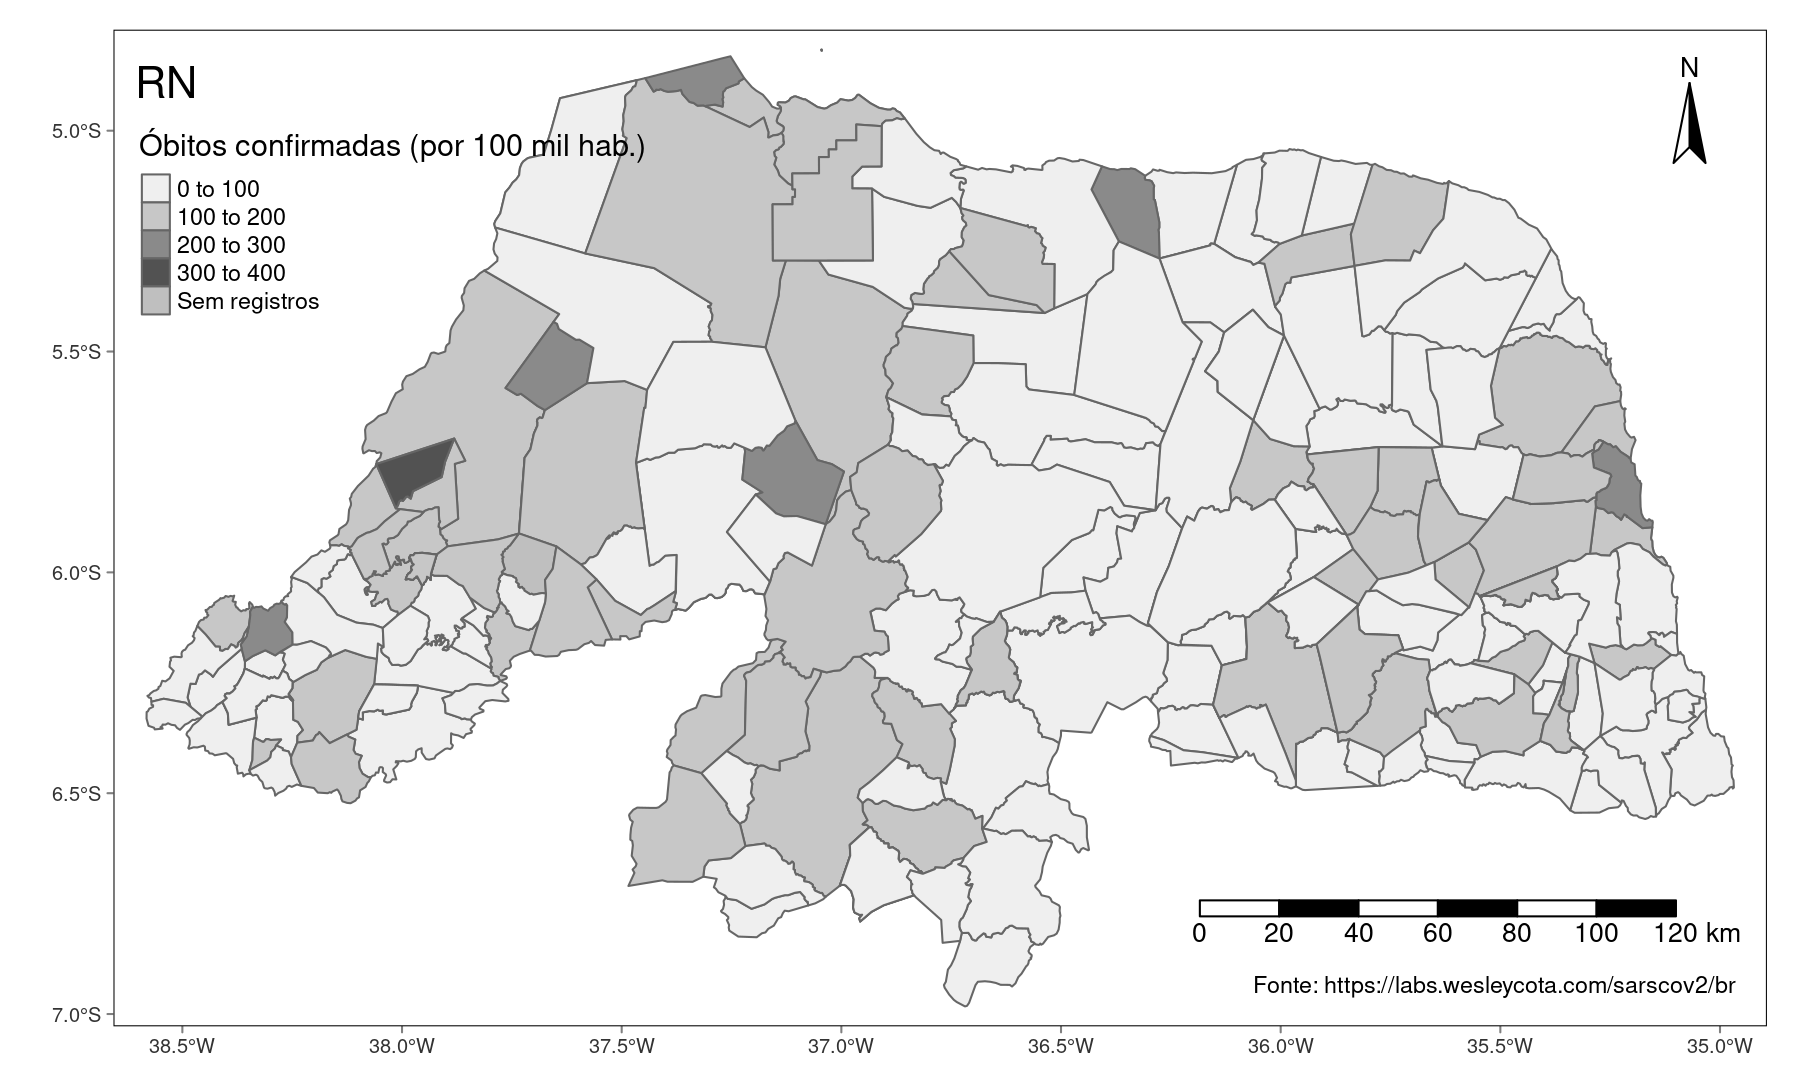 RN
N
Óbitos confirmadas (por 100 mil hab.)
0 to 100
100 to 200
200 to 300
300 to 400
Sem registros
5.0°S
5.5°S
6.0°S
6.5°S
7.0°S
0 20 40 60 80 100 120 km
Fonte: https://labs.wesleycota.com/sarscov2/br
38.5°W 38.0°W 37.5°W 37.0°W 36.5°W 36.0°W 35.5°W 35.0°W